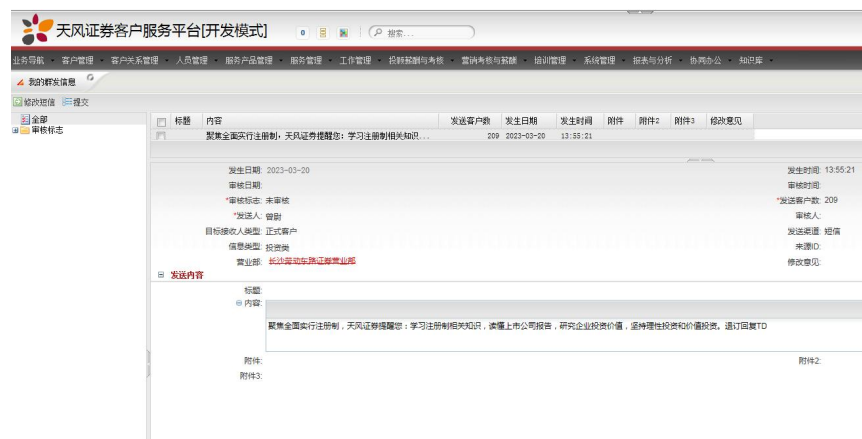 天风证券客户服务平台[开发模式] 0 搜索...
业务导航 客户管理 客户关系管理 人员管理 服务产品管理 服务管理 工作管理 投顾薪酬与考核 营销考核与薪酬 培训管理 系统管理 报表与分析 协同办公 知识库
我的群发信息
修改短信 提交
全部
审核标志
标题 内容 发送客户数 发生日期 发生时间 附件 附件2 附件3 修改意见
聚焦全面实行注册制，天风证券提醒您：学习注册制相关知识... 209 2023-03-20 13:55:21
发生日期: 2023-03-20 发生时间: 13:55:21
审核日期: 审核时间:
*审核标志: 未审核 *发送客户数: 209
*发送人: 曾尉 审核人:
目标接收人类型: 正式客户 发送渠道: 短信
信息类型: 投资类 来源ID:
营业部: 长沙劳动东路证券营业部 修改意见:
发送内容
标题:
内容:
聚焦全面实行注册制，天风证券提醒您：学习注册制相关知识，读懂上市公司报告，研究企业投资价值，坚持理性投资和价值投资。退订回复TD
附件: 附件2:
附件3: